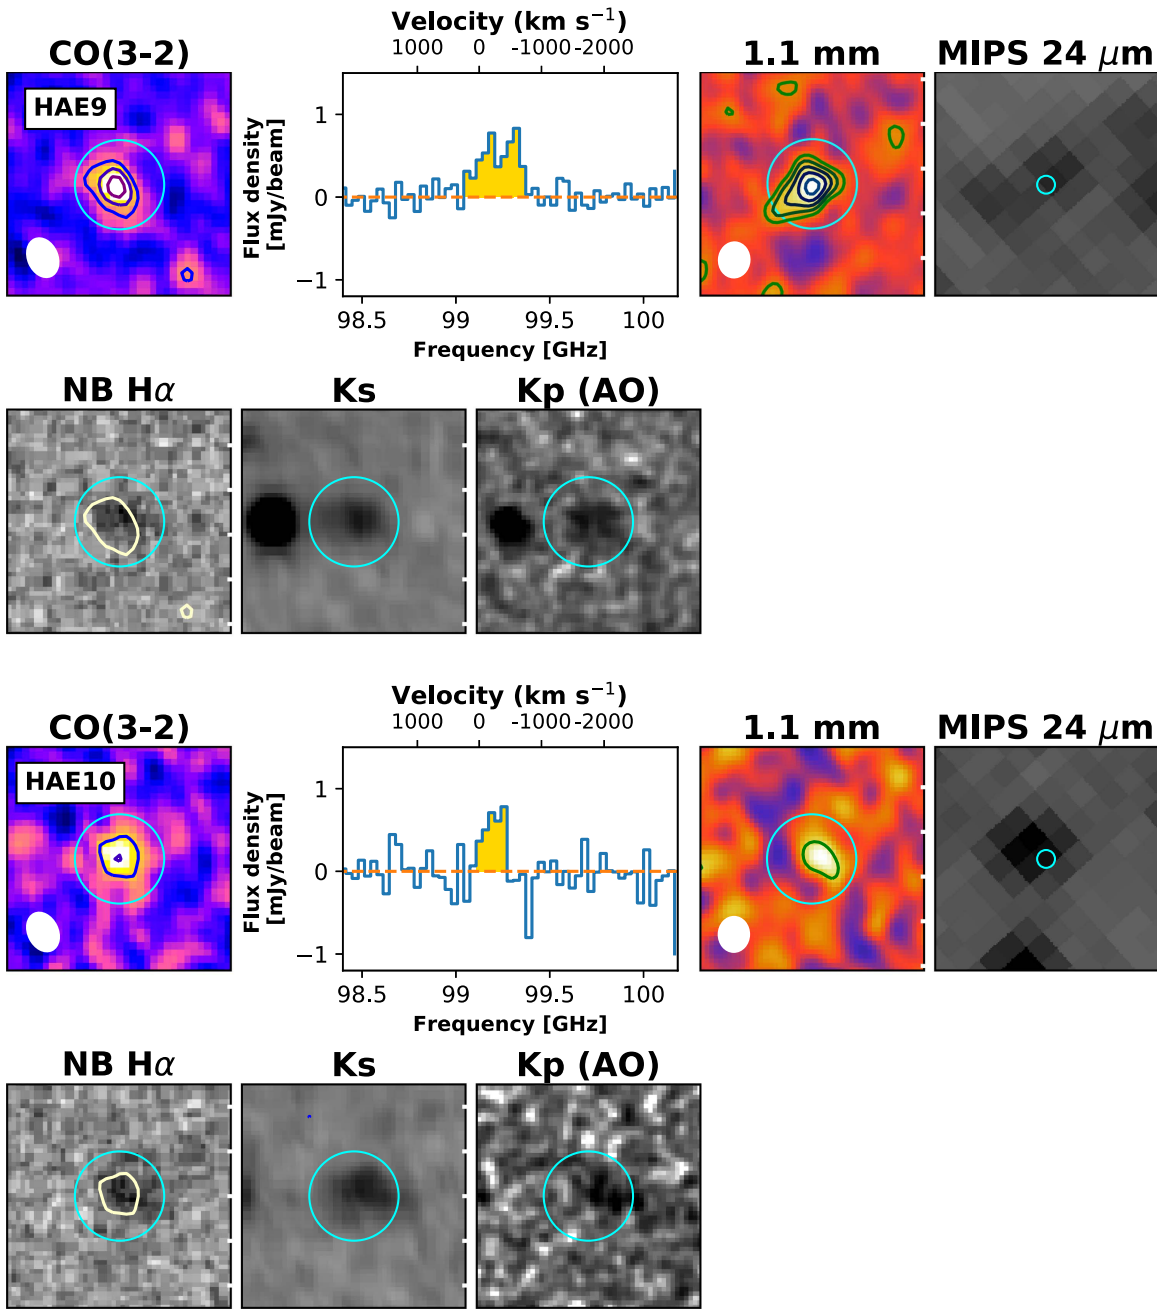 Velocity (km s⁻¹)
CO(3-2)
1000 0 -1000 -2000
1.1 mm
MIPS 24 μm
HAE9
Flux density
[mJy/beam]
1
0
−1
98.5 99 99.5 100
Frequency [GHz]
NB Hα
Ks
Kp (AO)
Velocity (km s⁻¹)
CO(3-2)
1000 0 -1000 -2000
1.1 mm
MIPS 24 μm
HAE10
Flux density
[mJy/beam]
1
0
−1
98.5 99 99.5 100
Frequency [GHz]
NB Hα
Ks
Kp (AO)